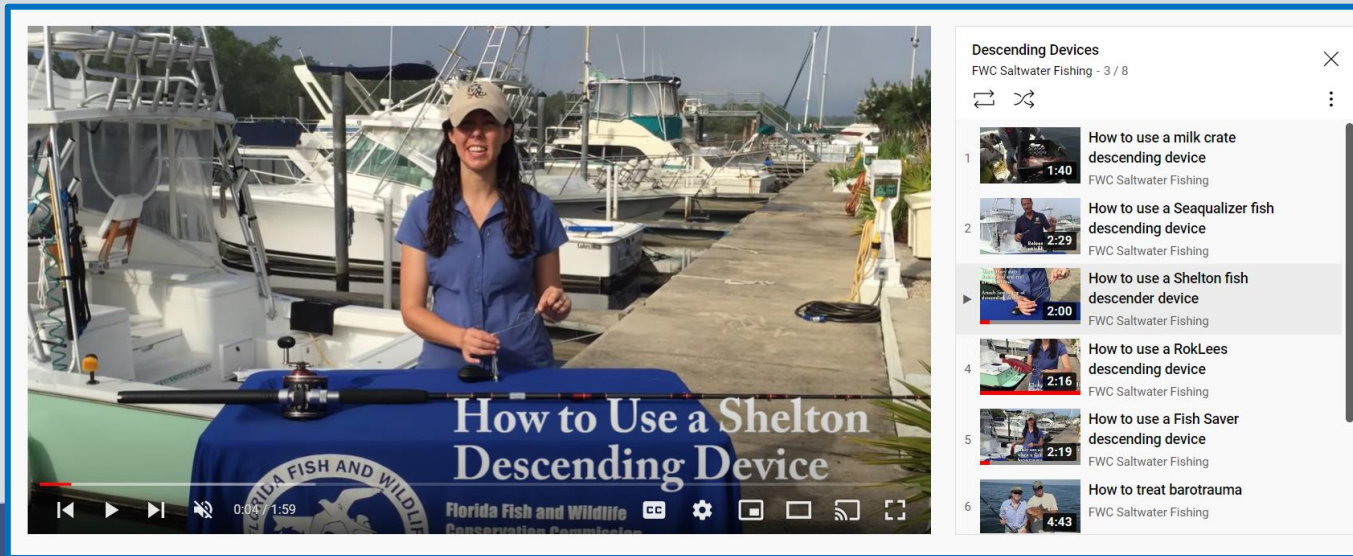 How to Use a Shelton
Descending Device
FLORIDA FISH AND WILDLIFE
Florida Fish and Wildlife
Conservation Commission
0:04 / 1:59
CC
Descending Devices
FWC Saltwater Fishing - 3 / 8
1
1:40
How to use a milk crate
descending device
FWC Saltwater Fishing
2
2:29
How to use a Seaqualizer fish
descending device
FWC Saltwater Fishing
2:00
How to use a Shelton fish
descender device
FWC Saltwater Fishing
4
2:16
How to use a RokLees
descending device
FWC Saltwater Fishing
5
2:19
How to use a Fish Saver
descending device
FWC Saltwater Fishing
6
4:43
How to treat barotrauma
FWC Saltwater Fishing